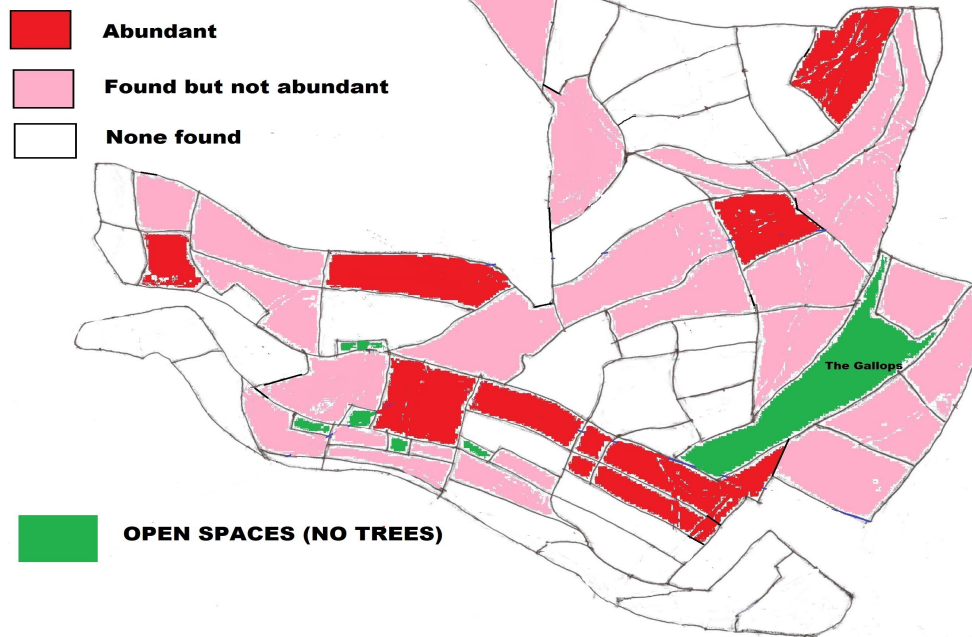 Abundant
Found but not abundant
None found
The Gallops
OPEN SPACES (NO TREES)